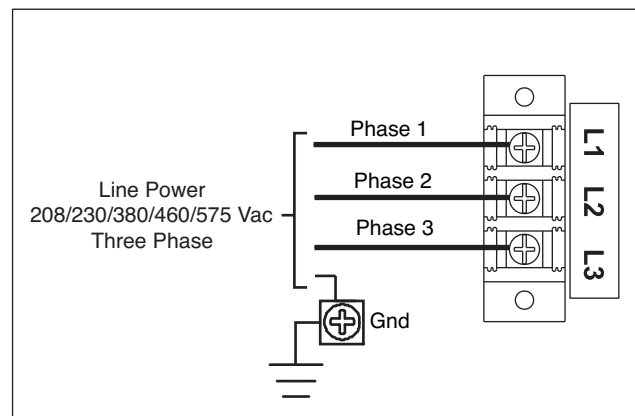 Phase 1
Phase 2
Phase 3
Line Power
208/230/380/460/575 Vac
Three Phase
Gnd
L1
L2
L3